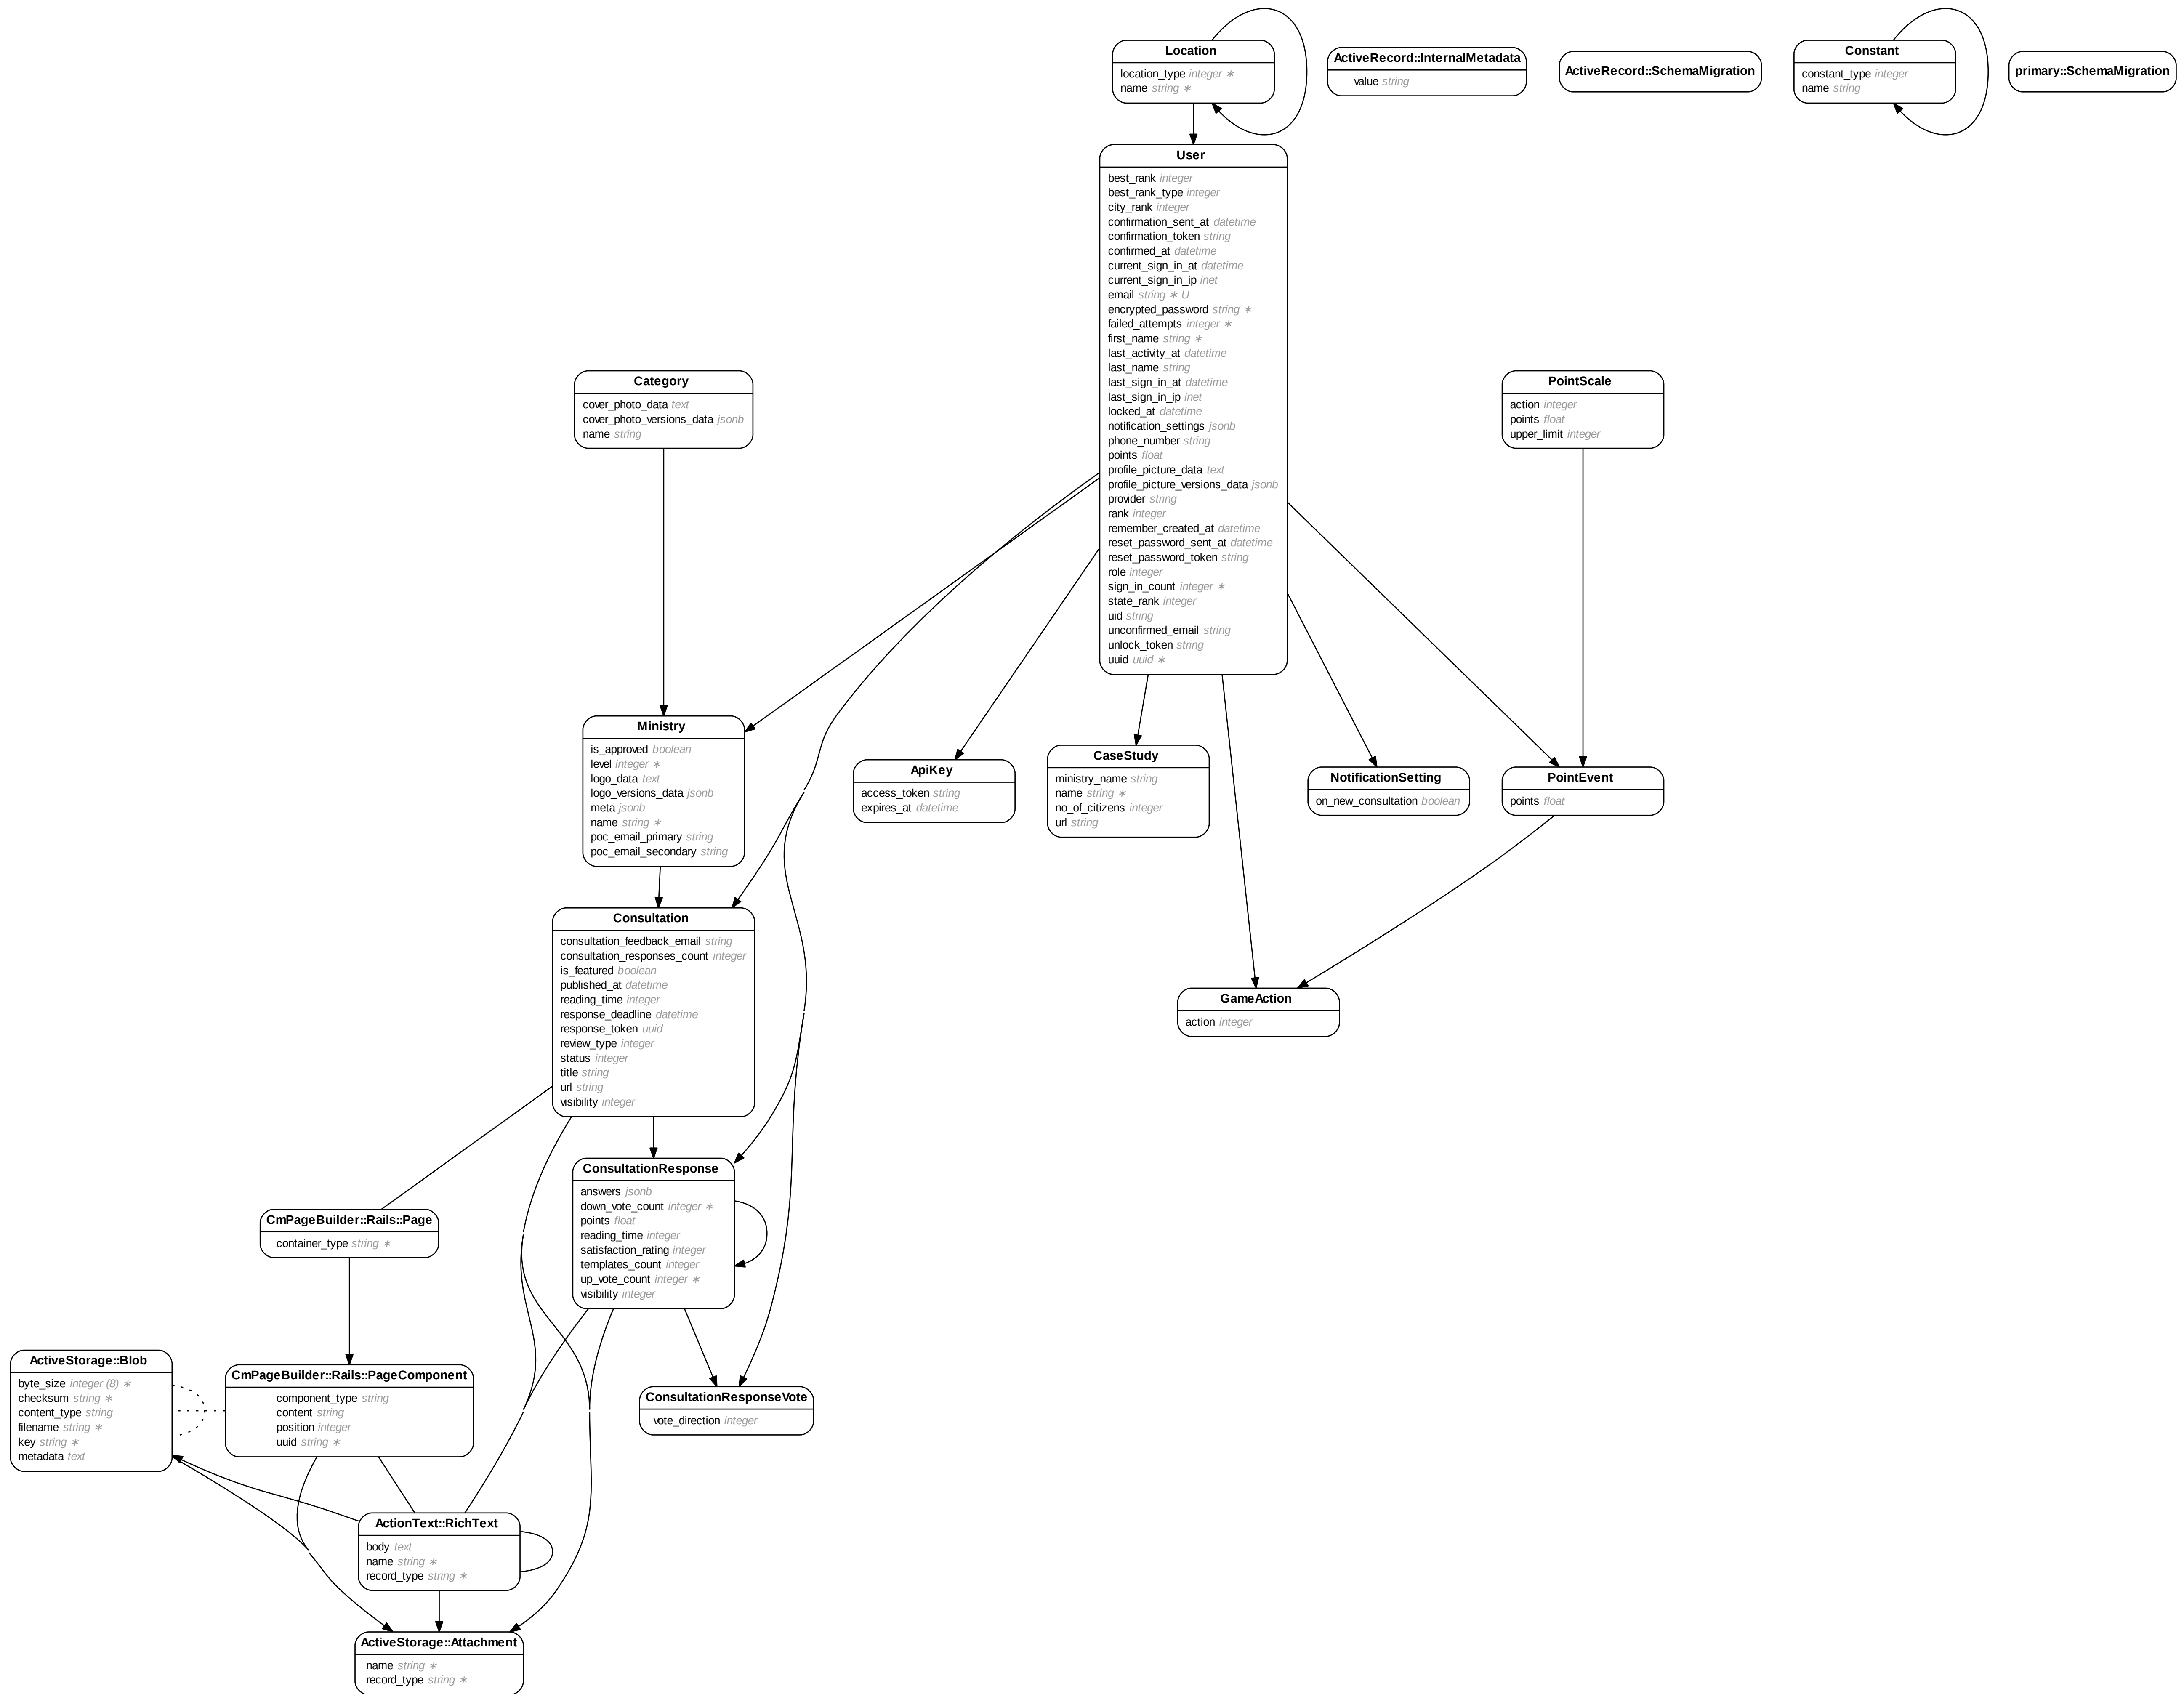 Location
location_type integer ∗
name string ∗
ActiveRecord::InternalMetadata
value string
ActiveRecord::SchemaMigration
Constant
constant_type integer
name string
primary::SchemaMigration
User
best_rank integer
best_rank_type integer
city_rank integer
confirmation_sent_at datetime
confirmation_token string
confirmed_at datetime
current_sign_in_at datetime
current_sign_in_ip inet
email string ∗ U
encrypted_password string ∗
failed_attempts integer ∗
first_name string ∗
last_activity_at datetime
last_name string
last_sign_in_at datetime
last_sign_in_ip inet
locked_at datetime
notification_settings jsonb
phone_number string
points float
profile_picture_data text
profile_picture_versions_data jsonb
provider string
rank integer
remember_created_at datetime
reset_password_sent_at datetime
reset_password_token string
role integer
sign_in_count integer ∗
state_rank integer
uid string
unconfirmed_email string
unlock_token string
uuid uuid ∗
Category
cover_photo_data text
cover_photo_versions_data jsonb
name string
PointScale
action integer
points float
upper_limit integer
Ministry
is_approved boolean
level integer ∗
logo_data text
logo_versions_data jsonb
meta jsonb
name string ∗
poc_email_primary string
poc_email_secondary string
ApiKey
access_token string
expires_at datetime
CaseStudy
ministry_name string
name string ∗
no_of_citizens integer
url string
NotificationSetting
on_new_consultation boolean
PointEvent
points float
Consultation
consultation_feedback_email string
consultation_responses_count integer
is_featured boolean
published_at datetime
reading_time integer
response_deadline datetime
response_token uuid
review_type integer
status integer
title string
url string
visibility integer
GameAction
action integer
ConsultationResponse
answers jsonb
down_vote_count integer ∗
points float
reading_time integer
satisfaction_rating integer
templates_count integer
up_vote_count integer ∗
visibility integer
CmPageBuilder::Rails::Page
container_type string ∗
ActiveStorage::Blob
byte_size integer (8) ∗
checksum string ∗
content_type string
filename string ∗
key string ∗
metadata text
CmPageBuilder::Rails::PageComponent
component_type string
content string
position integer
uuid string ∗
ConsultationResponseVote
vote_direction integer
ActionText::RichText
body text
name string ∗
record_type string ∗
ActiveStorage::Attachment
name string ∗
record_type string ∗